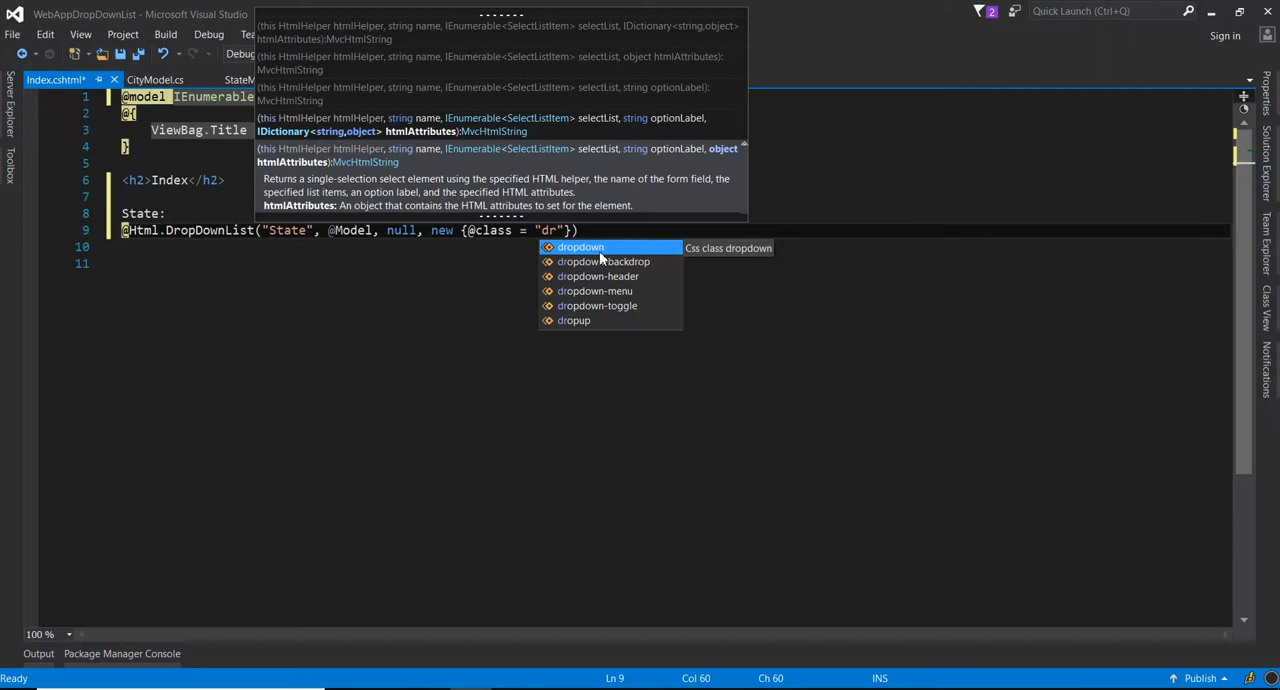 WebAppDropDownList - Microsoft Visual Studio
2
Quick Launch (Ctrl+Q)
File Edit View Project Build Debug Tea
Sign in
Debug
Index.cshtml* CityModel.cs StateM
Server Explorer
Toolbox
Properties
Solution Explorer
Team Explorer
Class View
Notifications
(this HtmlHelper htmlHelper, string name, IEnumerable<SelectListItem> selectList, IDictionary<string,object>
htmlAttributes):MvcHtmlString
(this HtmlHelper htmlHelper, string name, IEnumerable<SelectListItem> selectList, object htmlAttributes):
MvcHtmlString
(this HtmlHelper htmlHelper, string name, IEnumerable<SelectListItem> selectList, string optionLabel):
MvcHtmlString
(this HtmlHelper htmlHelper, string name, IEnumerable<SelectListItem> selectList, string optionLabel,
IDictionary<string,object> htmlAttributes):MvcHtmlString
(this HtmlHelper htmlHelper, string name, IEnumerable<SelectListItem> selectList, string optionLabel, object
htmlAttributes):MvcHtmlString
Returns a single-selection select element using the specified HTML helper, the name of the form field, the
specified list items, an option label, and the specified HTML attributes.
htmlAttributes: An object that contains the HTML attributes to set for the element.
1 @model IEnumerable
2 @{
3 ViewBag.Title
4 }
5
6 <h2>Index</h2>
7
8 State:
9 @Html.DropDownList("State", @Model, null, new {@class = "dr"})
10
11
dropdown
Css class dropdown
dropdown-backdrop
dropdown-header
dropdown-menu
dropdown-toggle
dropup
100 %
Output Package Manager Console
Ready Ln 9 Col 60 Ch 60 INS Publish